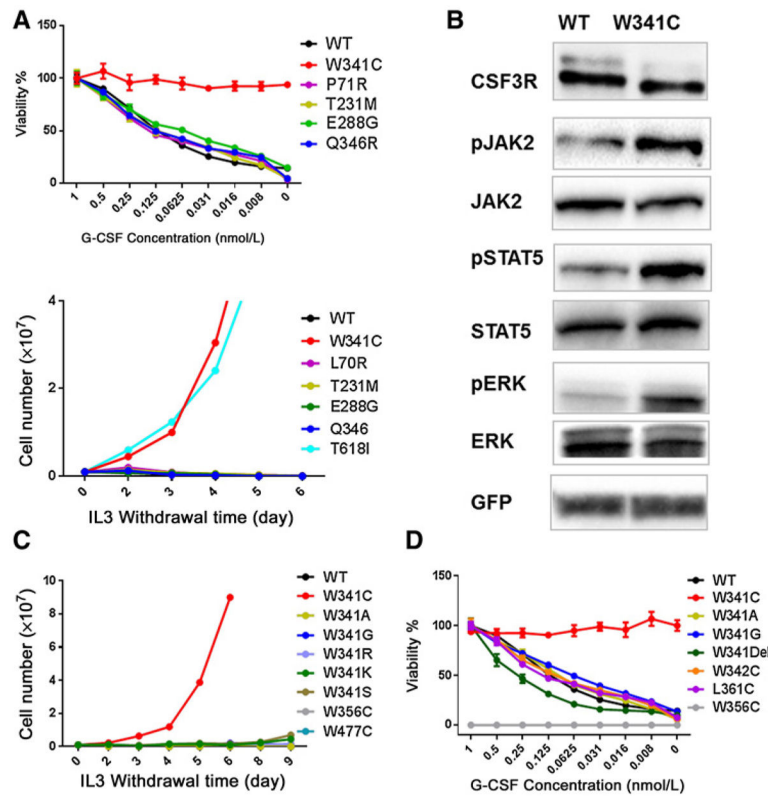 A
150
100
50
0
Viability %
1 0.5 0.25 0.125 0.0625 0.031 0.016 0.008 0
G-CSF Concentration (nmol/L)
WT
W341C
P71R
T231M
E288G
Q346R
4
2
0
Cell number (×10⁷)
0 2 3 4 5 6
IL3 Withdrawal time (day)
WT
W341C
L70R
T231M
E288G
Q346
T618I
B
WT W341C
CSF3R
pJAK2
JAK2
pSTAT5
STAT5
pERK
ERK
GFP
C
10
8
6
4
2
0
Cell number (×10⁷)
0 2 3 4 5 6 7 8 9
IL3 Withdrawal time (day)
WT
W341C
W341A
W341G
W341R
W341K
W341S
W356C
W477C
D
150
100
50
0
Viability %
1 0.5 0.25 0.125 0.0625 0.031 0.016 0.008 0
G-CSF Concentration (nmol/L)
WT
W341C
W341A
W341G
W341Del
W342C
L361C
W356C